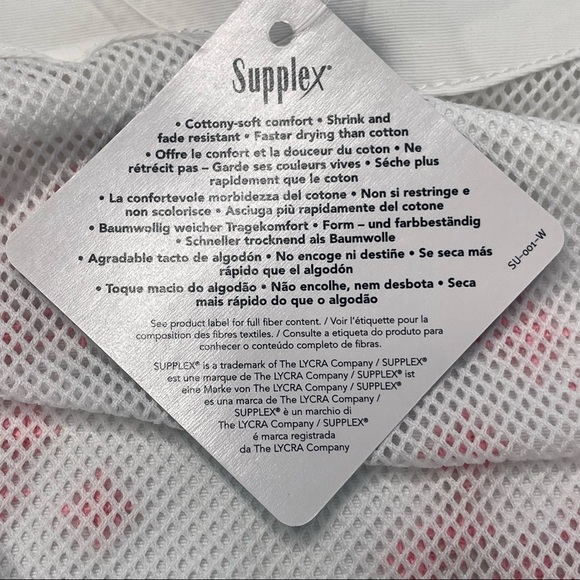 Supplex®
• Cottony-soft comfort • Shrink and
fade resistant • Faster drying than cotton
• Offre le confort et la douceur du coton • Ne
rétrécit pas – Garde ses couleurs vives • Séche plus
rapidement que le coton
• La confortevole morbidezza del cotone • Non si restringe e
non scolorisce • Asciuga più rapidamente del cotone
• Baumwollig weicher Tragekomfort • Form – und farbbeständig
• Schneller trocknend als Baumwolle
• Agradable tacto de algodón • No encoge ni destiñe • Se seca más
rápido que el algodón
• Toque macio do algodão • Não encolhe, nem desbota • Seca
mais rápido do que o algodão
See product label for full fiber content. / Voir l'étiquette pour la
composition des fibres textiles. / Consulte a etiqueta do produto para
conhecer o conteúdo completo de fibras.
SUPPLEX® is a trademark of The LYCRA Company / SUPPLEX®
est une marque de The LYCRA Company / SUPPLEX® ist
eine Marke von The LYCRA Company / SUPPLEX®
es una marca de The LYCRA Company /
SUPPLEX® è un marchio di
The LYCRA Company / SUPPLEX®
é marca registrada
da The LYCRA Company
SU-001-W